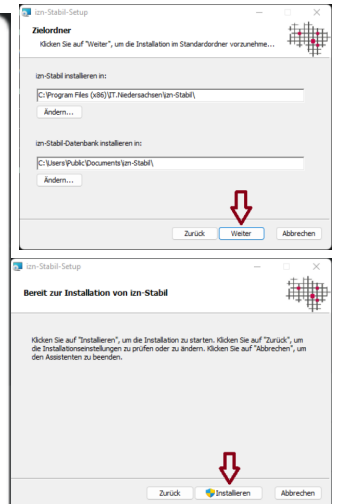 izn-Stabil-Setup
Zielordner
Klicken Sie auf "Weiter", um die Installation im Standardordner vorzunehme...
izn-Stabil installieren in:
C:\Program Files (x86)\IT.Niedersachsen\izn-Stabil\
Ändern...
izn-Stabil-Datenbank installieren in:
C:\Users\Public\Documents\izn-Stabil\
Ändern...
Zurück Weiter Abbrechen
izn-Stabil-Setup
Bereit zur Installation von izn-Stabil
Klicken Sie auf "Installieren", um die Installation zu starten. Klicken Sie auf "Zurück", um
die Installationseinstellungen zu prüfen oder zu ändern. Klicken Sie auf "Abbrechen", um
den Assistenten zu beenden.
Zurück Installieren Abbrechen